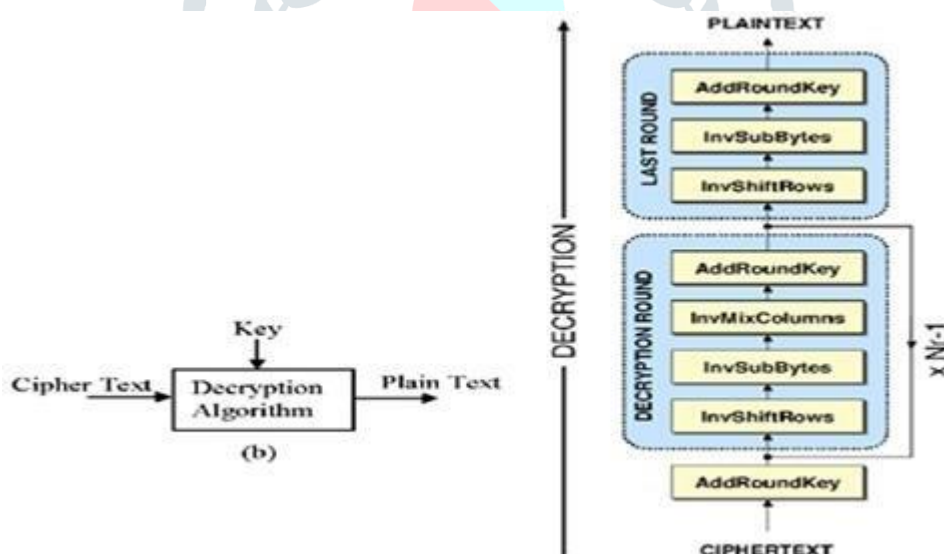 Key
Cipher Text
Decryption
Algorithm
Plain Text
(b)
DECRYPTION
PLAINTEXT
LAST ROUND
AddRoundKey
InvSubBytes
InvShiftRows
DECRYPTION ROUND
AddRoundKey
InvMixColumns
InvSubBytes
InvShiftRows
x Nr-1
AddRoundKey
CIPHERTEXT